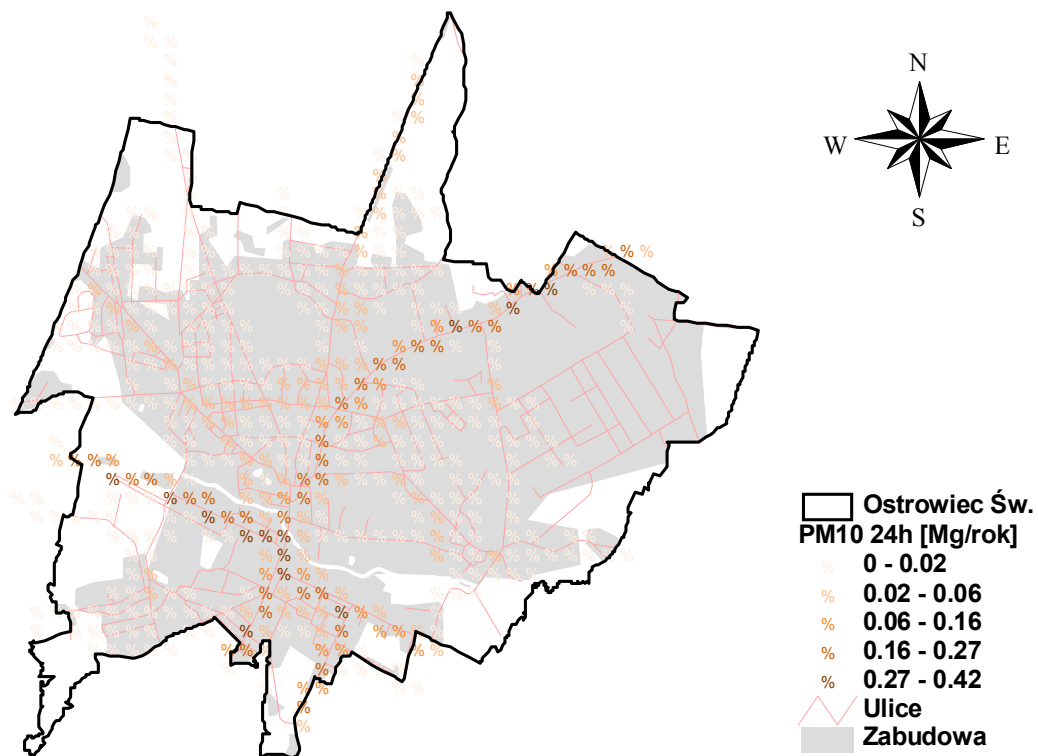 N
W E
S
Ostrowiec Św.
PM10 24h [Mg/rok]
% 0 - 0.02
% 0.02 - 0.06
% 0.06 - 0.16
% 0.16 - 0.27
% 0.27 - 0.42
Ulice
Zabudowa